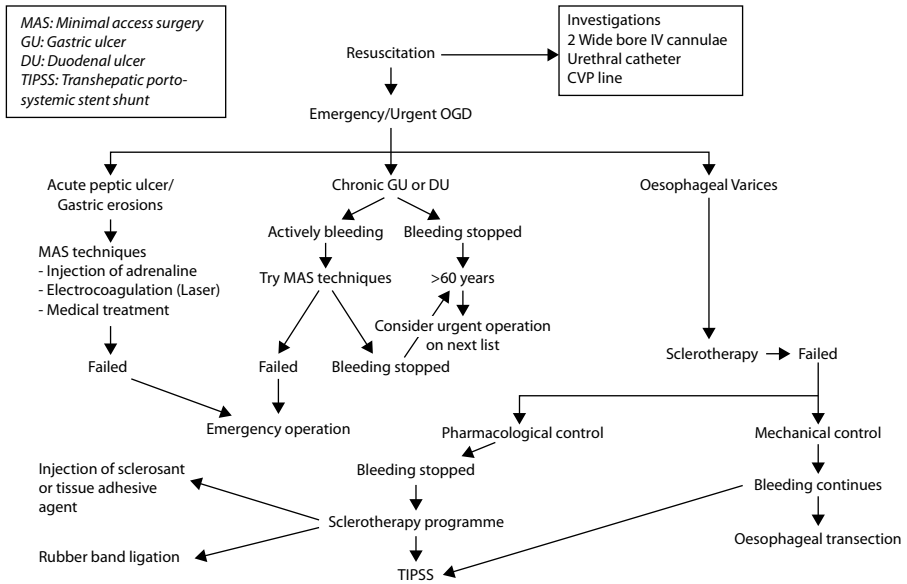 MAS: Minimal access surgery
GU: Gastric ulcer
DU: Duodenal ulcer
TIPSS: Transhepatic porto-
systemic stent shunt
Resuscitation
Investigations
2 Wide bore IV cannulae
Urethral catheter
CVP line
Emergency/Urgent OGD
Acute peptic ulcer/
Gastric erosions
Chronic GU or DU
Oesophageal Varices
Actively bleeding
Bleeding stopped
MAS techniques
- Injection of adrenaline
- Electrocoagulation (Laser)
- Medical treatment
Try MAS techniques
>60 years
Consider urgent operation
on next list
Failed
Failed
Bleeding stopped
Sclerotherapy
Failed
Emergency operation
Pharmacological control
Mechanical control
Bleeding stopped
Bleeding continues
Injection of sclerosant
or tissue adhesive
agent
Sclerotherapy programme
Oesophageal transection
Rubber band ligation
TIPSS